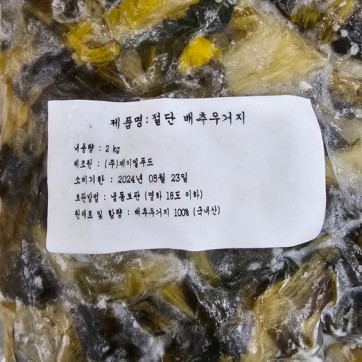 제품명:절단 배추우거지
내용량 : 2 kg
제조원 : (주)제이엘푸드
소비기한 : 2024년 05월 23일
보관방법 : 냉동보관 (영하 18도 이하)
원재료 및 함량 : 배추우거지 100% (국내산)